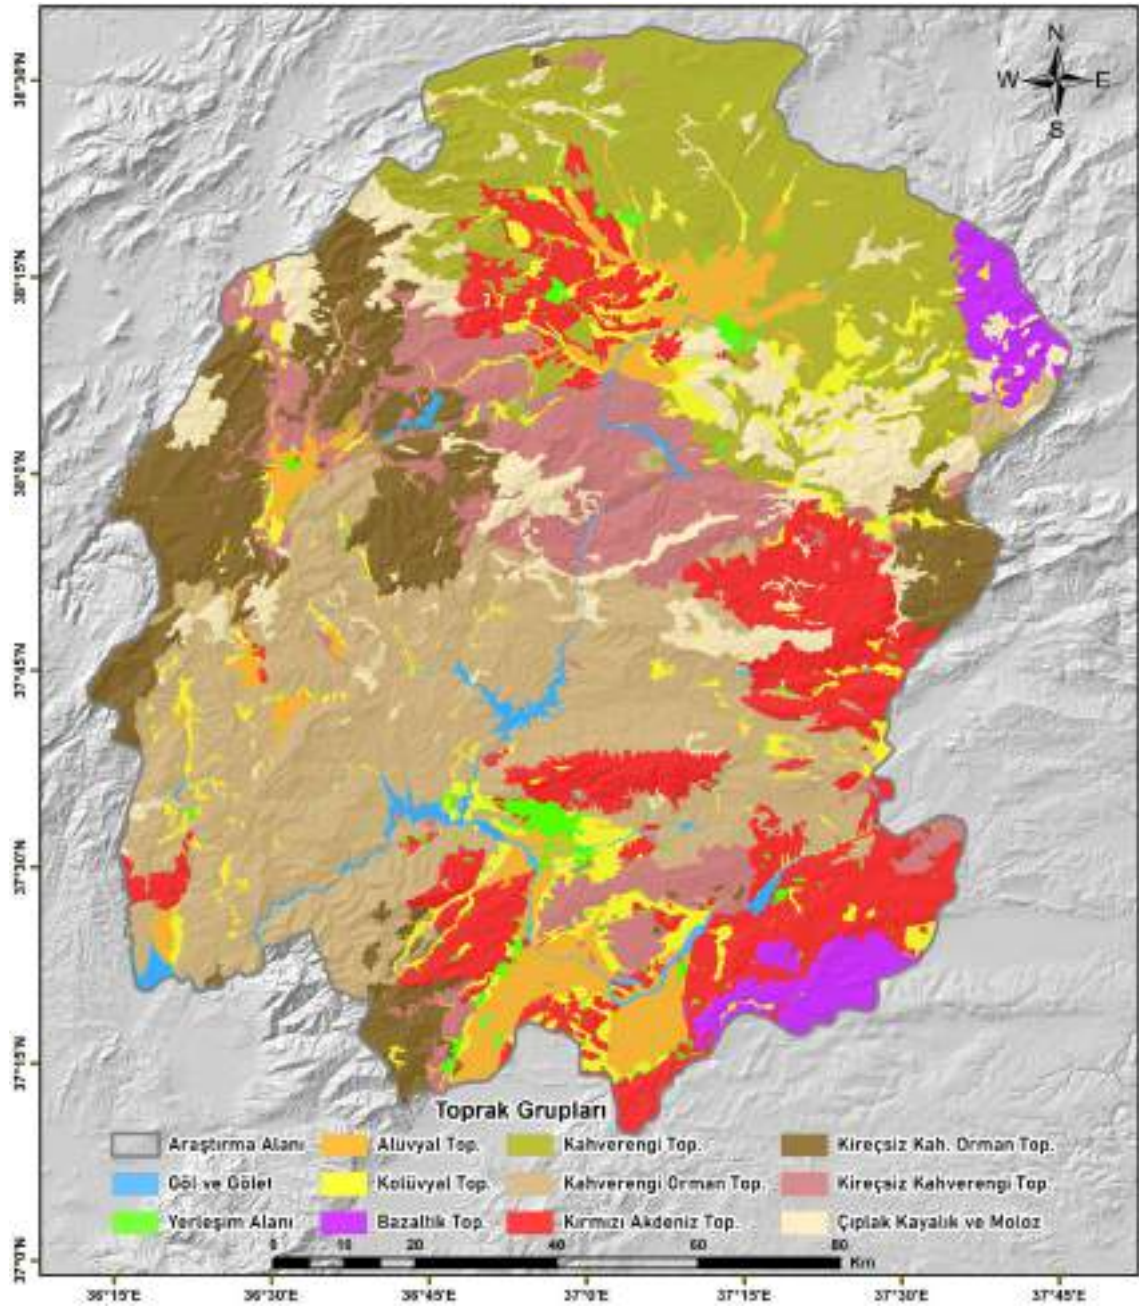 N
W E
S
38°30'N
38°15'N
38°0'N
37°45'N
37°30'N
37°15'N
37°0'N
Toprak Grupları
Araştırma Alanı
Alüvyal Top.
Kahverengi Top.
Kireçsiz Kah. Orman Top.
Göl ve Gölet
Kolüvyal Top.
Kahverengi Orman Top.
Kireçsiz Kahverengi Top.
Yerleşim Alanı
Bazaltik Top.
Kırmızı Akdeniz Top.
Çıplak Kayalık ve Moloz
0 10 20 40 60 80
Km
36°15'E 36°30'E 36°45'E 37°0'E 37°15'E 37°30'E 37°45'E